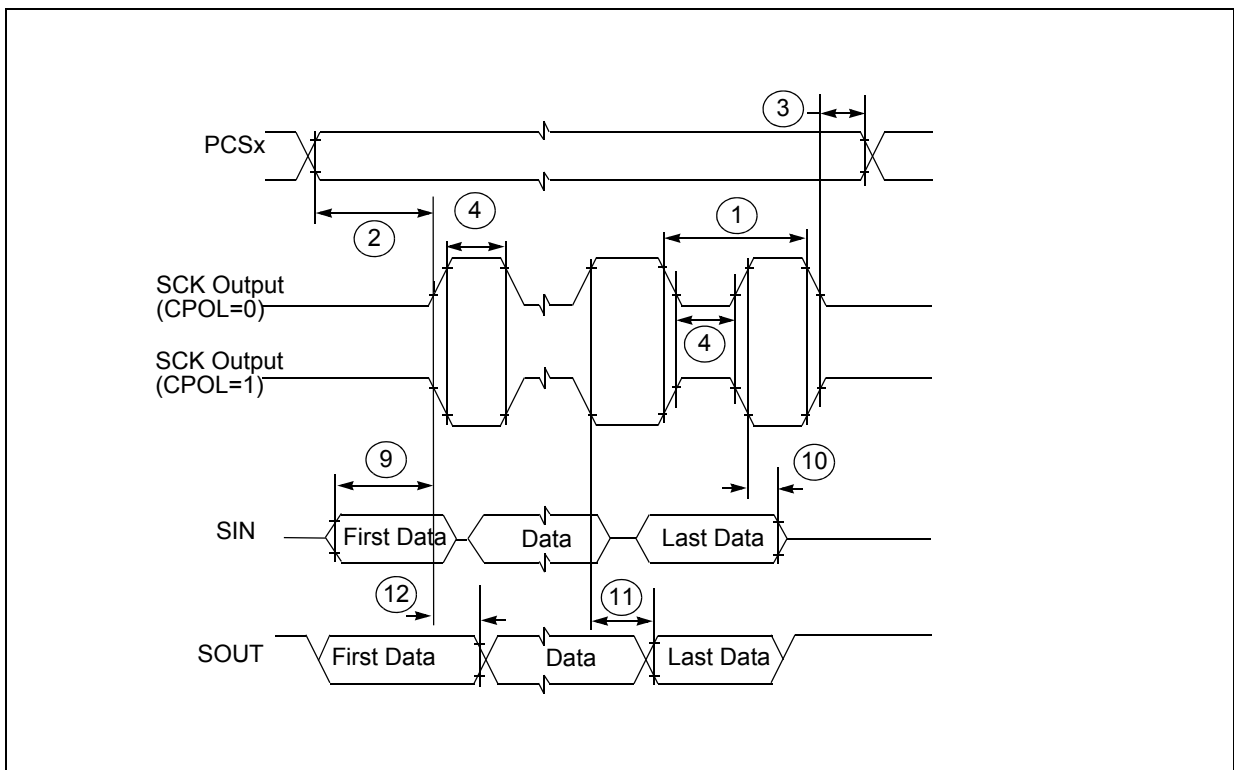 3
PCSx
4
1
2
SCK Output
(CPOL=0)
4
SCK Output
(CPOL=1)
9
10
SIN
First Data
Data
Last Data
12
11
SOUT
First Data
Data
Last Data